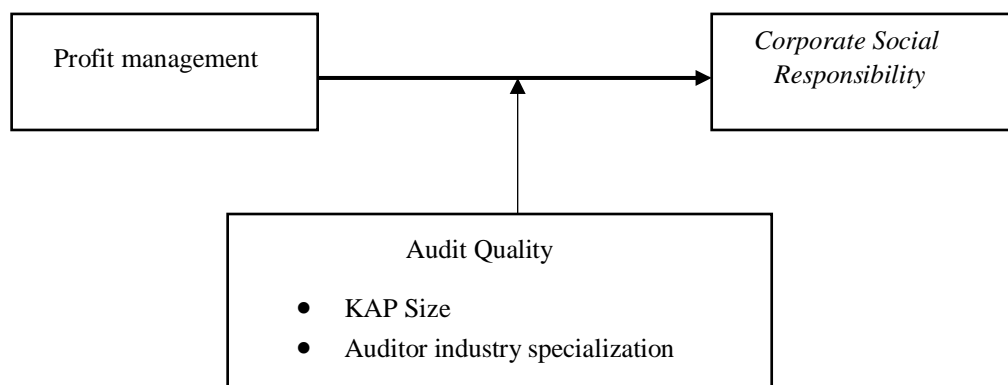 Profit management
Corporate Social
Responsibility
Audit Quality
• KAP Size
• Auditor industry specialization